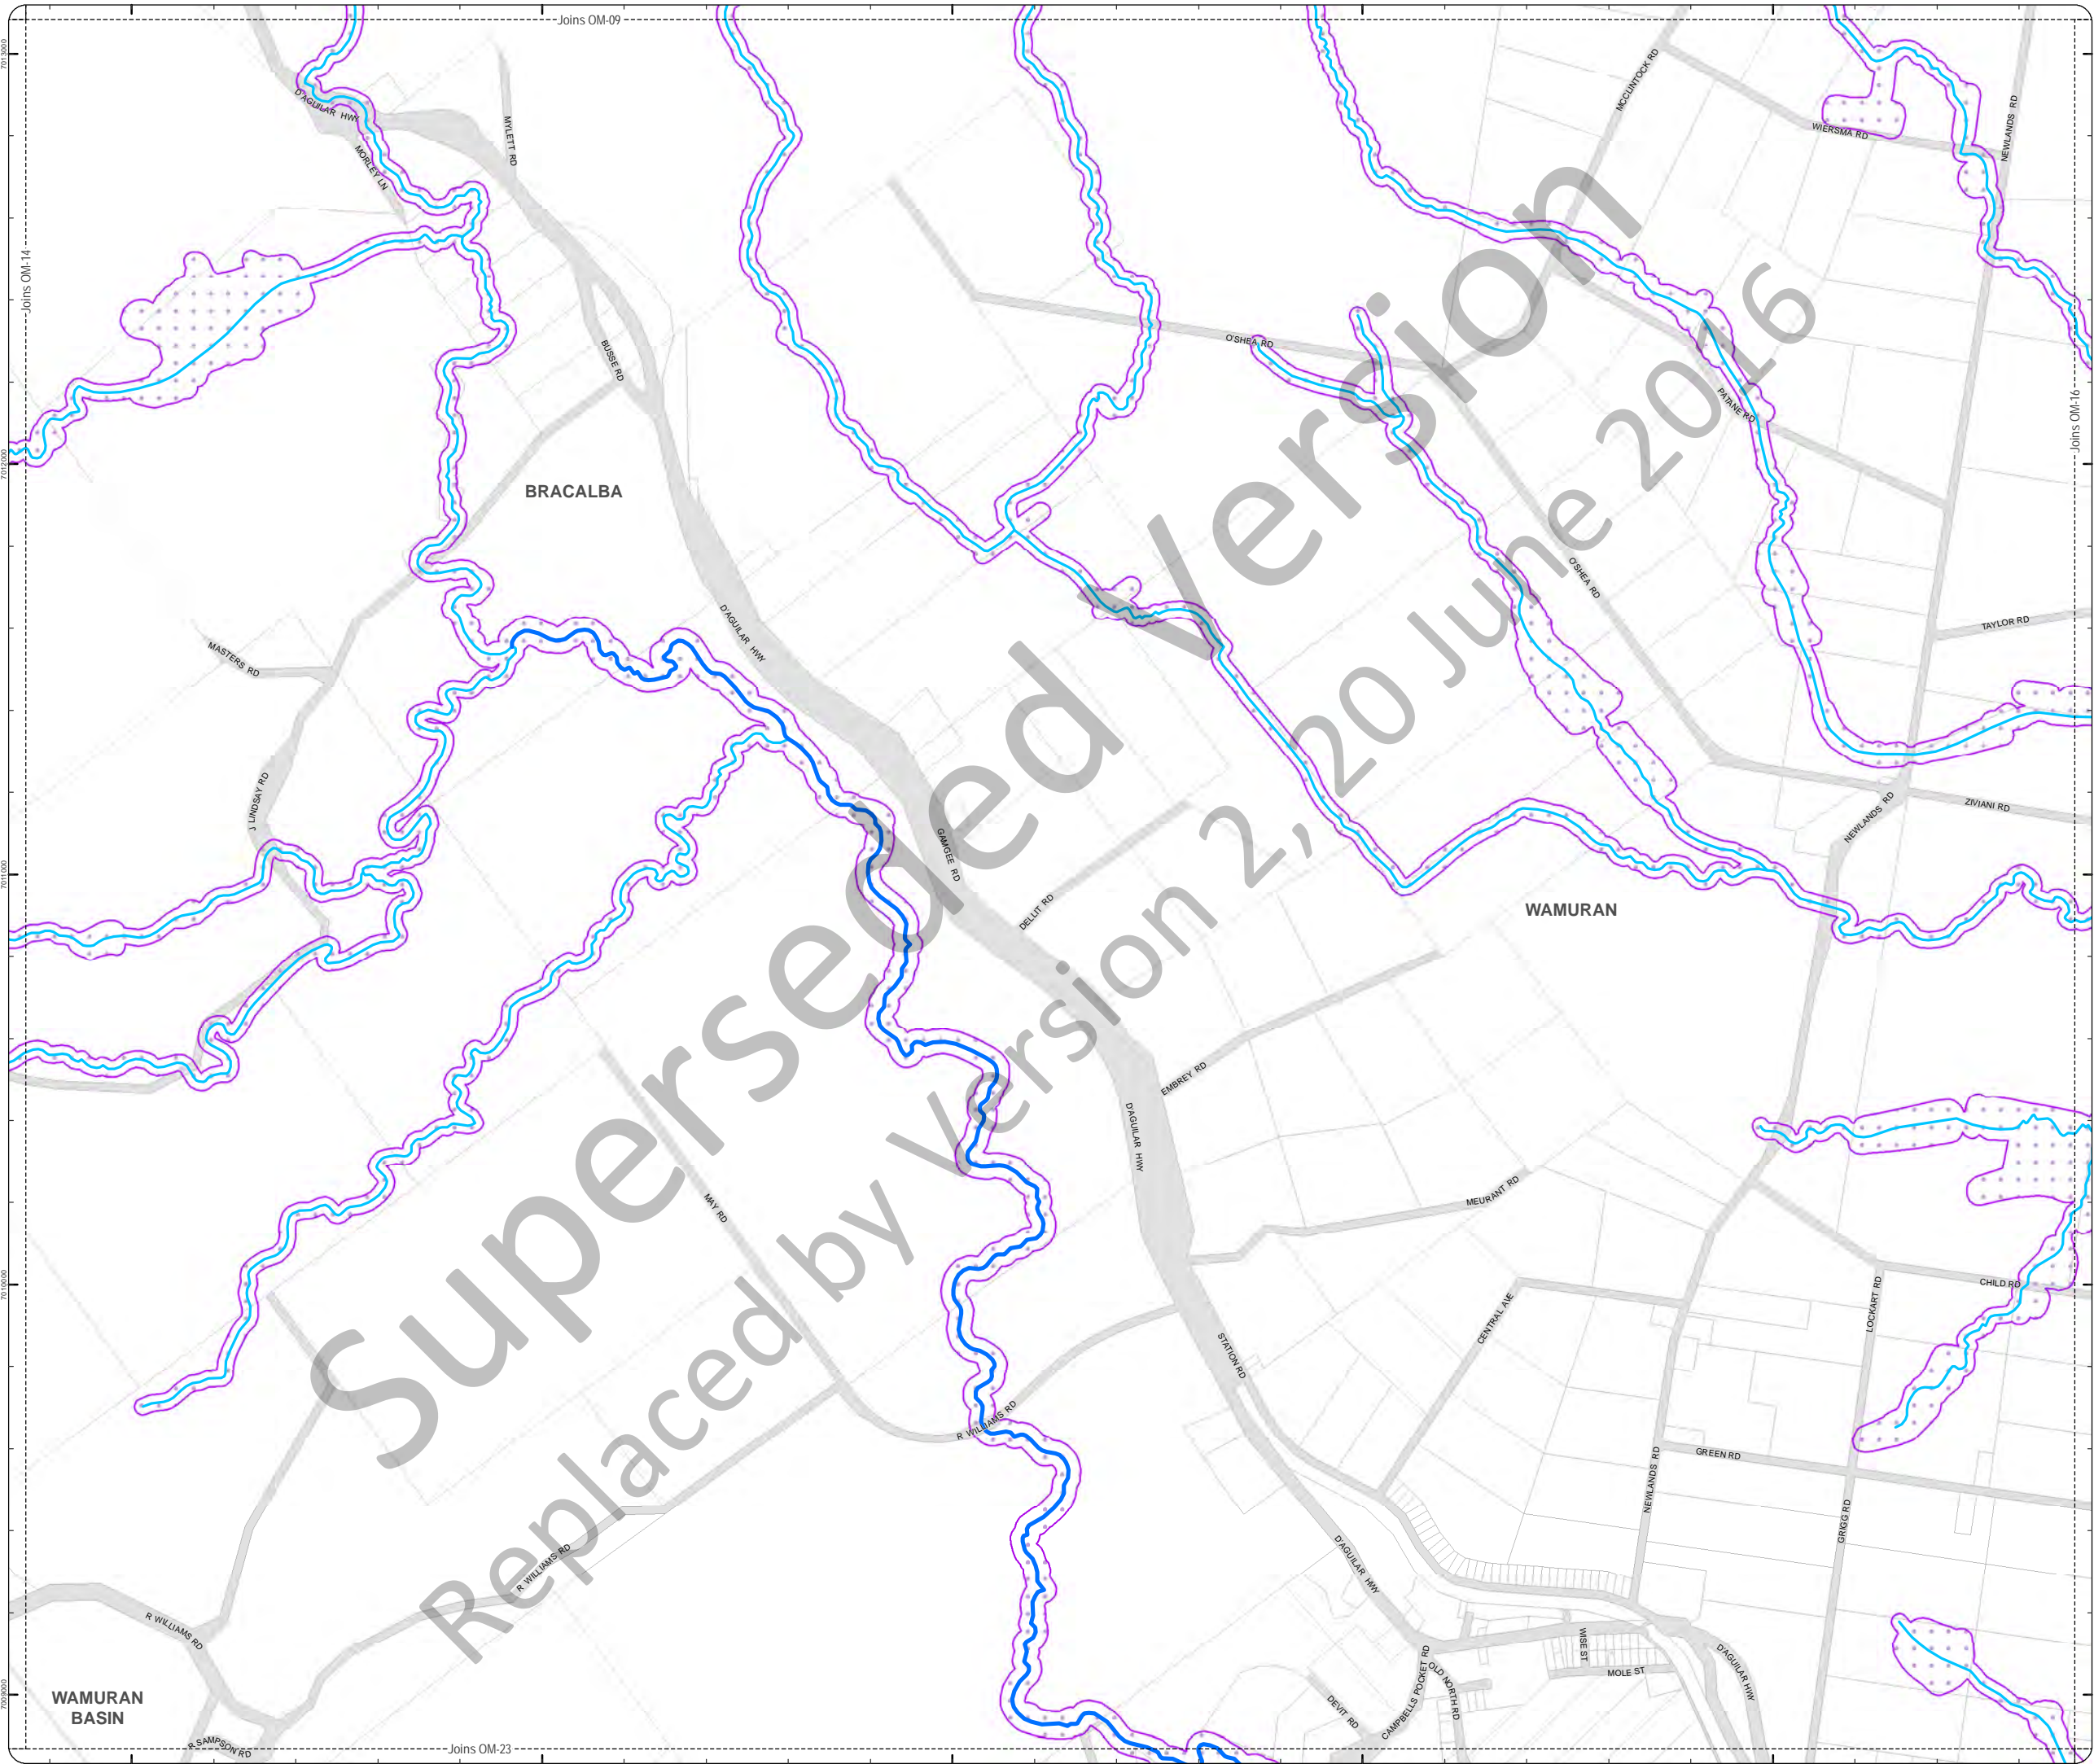 Joins OM-09
7013000
D'AGUILAR HWY
MYLETT RD
MORLEY LN
MCCLINTOCK RD
WIERSMA RD
NEWLANDS RD
Joins OM-14
BUSSE RD
O'SHEA RD
PATANE RD
Joins OM-16
7012000
BRACALBA
O'SHEA RD
D'AGUILAR HWY
TAYLOR RD
MASTERS RD
J LINDSAY RD
GAMGEE RD
NEWLANDS RD
ZIVIANI RD
7011000
DELLIT RD
WAMURAN
EMBREY RD
D'AGUILAR HWY
MAY RD
MEURANT RD
7010000
CHILD RD
LOCKART RD
CENTRAL AVE
STATION RD
R WILLIAMS RD
GREEN RD
NEWLANDS RD
GRIGG RD
R WILLIAMS RD
D'AGUILAR HWY
R WILLIAMS RD
WISE ST
MOLE ST
D'AGUILAR HWY
CAMPBELLS POCKET RD
OLD NORTH RD
DEVIT RD
7009000
WAMURAN
BASIN
R SAMPSON RD
Joins OM-23
Superseded Version
Replaced by Version 2, 20 June 2016